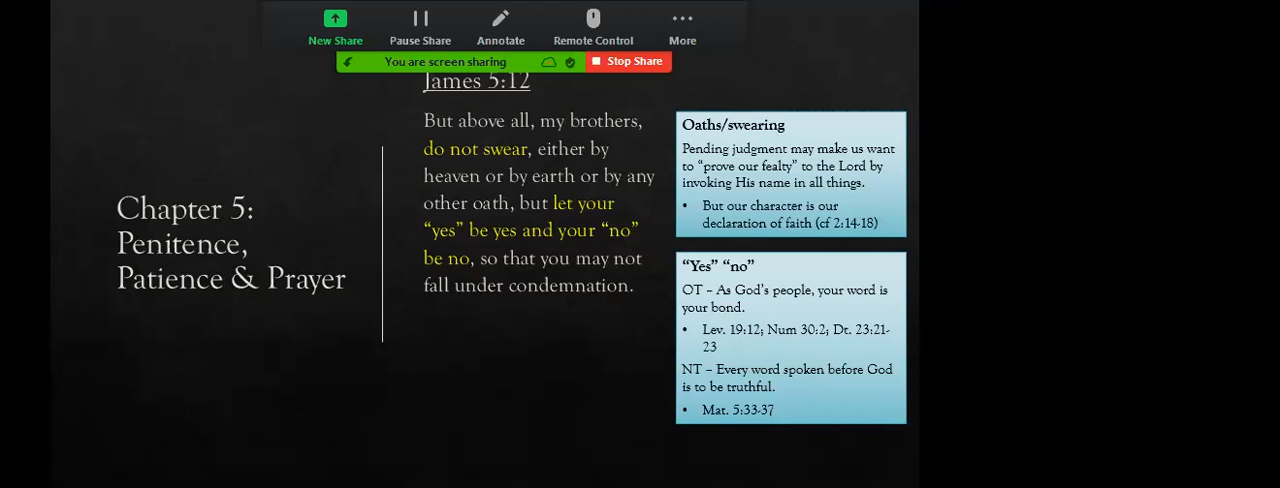 New Share
Pause Share
Annotate
Remote Control
More
You are screen sharing
Stop Share
Chapter 5:
Penitence,
Patience & Prayer
James 5:12
But above all, my brothers,
do not swear, either by
heaven or by earth or by any
other oath, but let your
“yes” be yes and your “no”
be no, so that you may not
fall under condemnation.
Oaths/swearing
Pending judgment may make us want
to “prove our fealty” to the Lord by
invoking His name in all things.
• But our character is our
declaration of faith (cf 2:14-18)
“Yes” “no”
OT – As God's people, your word is
your bond.
• Lev. 19:12; Num 30:2; Dt. 23:21-
23
NT – Every word spoken before God
is to be truthful.
• Mat. 5:33-37